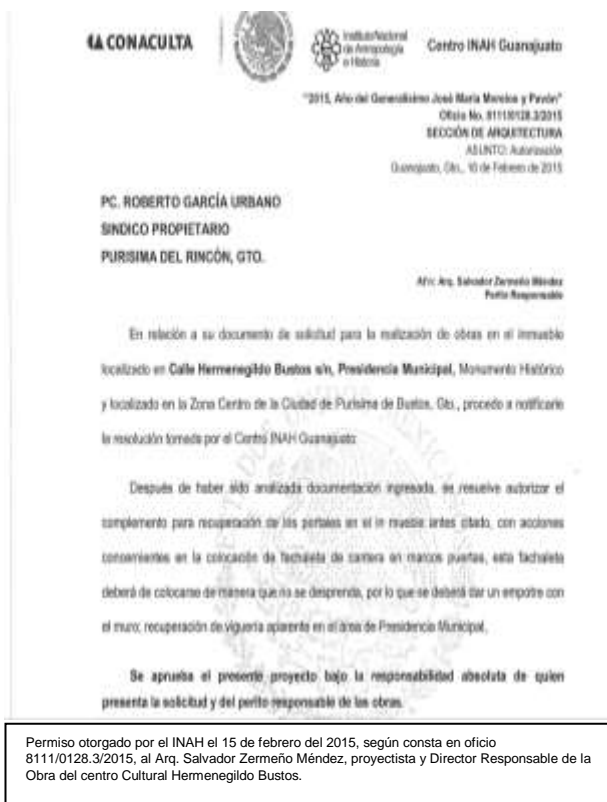 CONACULTA
Instituto Nacional
de Antropología
e Historia
Centro INAH Guanajuato
"2015, Año del Generalísimo José María Morelos y Pavón"
Oficio No. 8111/0128.3/2015
SECCIÓN DE ARQUITECTURA
ASUNTO: Autorización
Guanajuato, Gto., 10 de Febrero de 2015
PC. ROBERTO GARCÍA URBANO
SINDICO PROPIETARIO
PURISIMA DEL RINCÓN, GTO.
At'n: Arq. Salvador Zermeño Méndez
Perito Responsable
En relación a su documento de solicitud para la realización de obras en el inmueble
localizado en Calle Hermenegildo Bustos s/n, Presidencia Municipal, Monumento Histórico
y localizado en la Zona Centro de la Ciudad de Purísima de Bustos, Gto., procedo a notificarle
la resolución tomada por el Centro INAH Guanajuato:
Después de haber sido analizada documentación ingresada, se resuelve autorizar el
complemento para recuperación de los portales en el in mueble antes citado, con acciones
concernientes en la colocación de fachaleta de cantera en marcos puertas, esta fachaleta
deberá de colocarse de manera que no se desprenda, por lo que se deberá dar un empotre con
el muro; recuperación de viguería aparente en el área de Presidencia Municipal.
Se aprueba el presente proyecto bajo la responsabilidad absoluta de quien
presenta la solicitud y del perito responsable de las obras.
Permiso otorgado por el INAH el 15 de febrero del 2015, según consta en oficio
8111/0128.3/2015, al Arq. Salvador Zermeño Méndez, proyectista y Director Responsable de la
Obra del centro Cultural Hermenegildo Bustos.